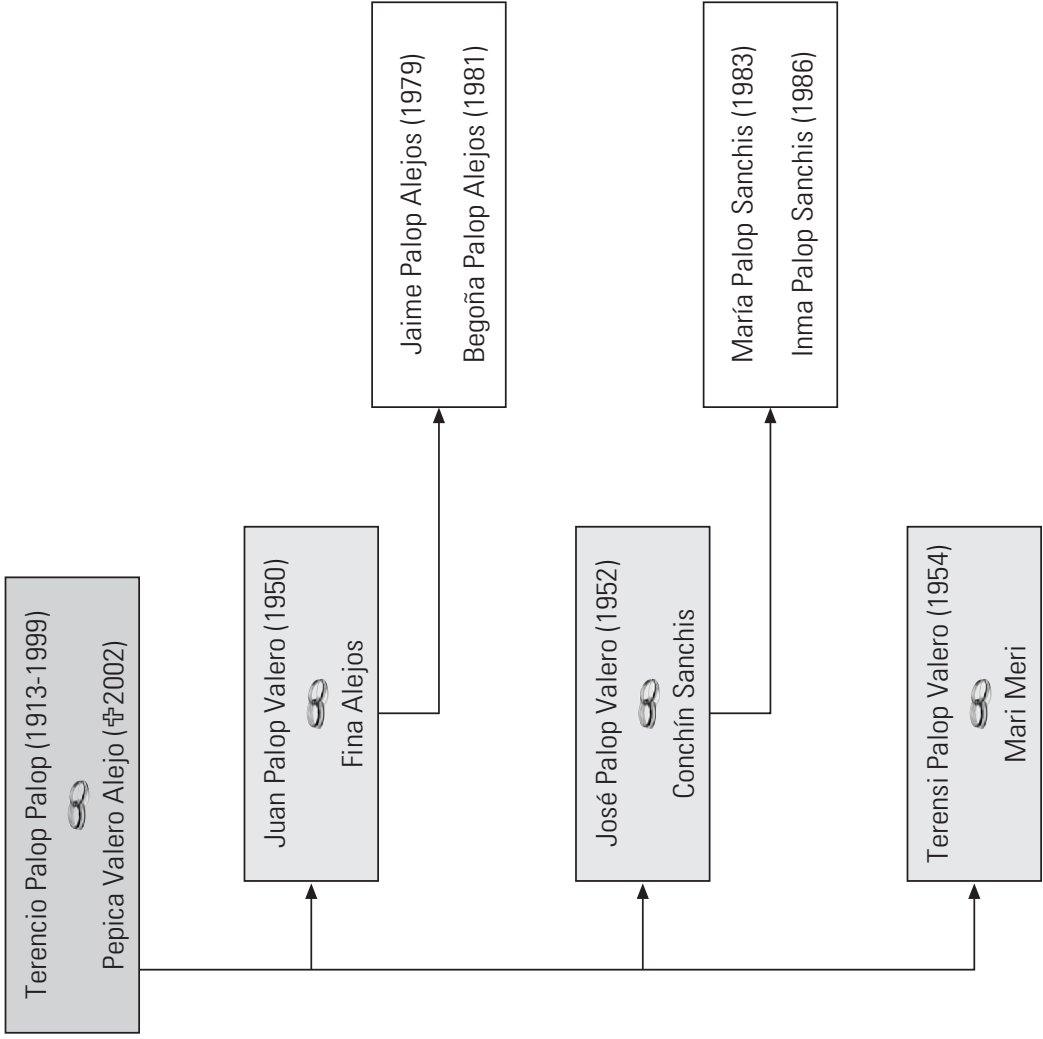 Terencio Palop Palop (1913-1999)
Pepica Valero Alejo (✞2002)
Juan Palop Valero (1950)
Fina Alejos
Jaime Palop Alejos (1979)
Begoña Palop Alejos (1981)
José Palop Valero (1952)
Conchín Sanchis
María Palop Sanchis (1983)
Inma Palop Sanchis (1986)
Terensi Palop Valero (1954)
Mari Meri